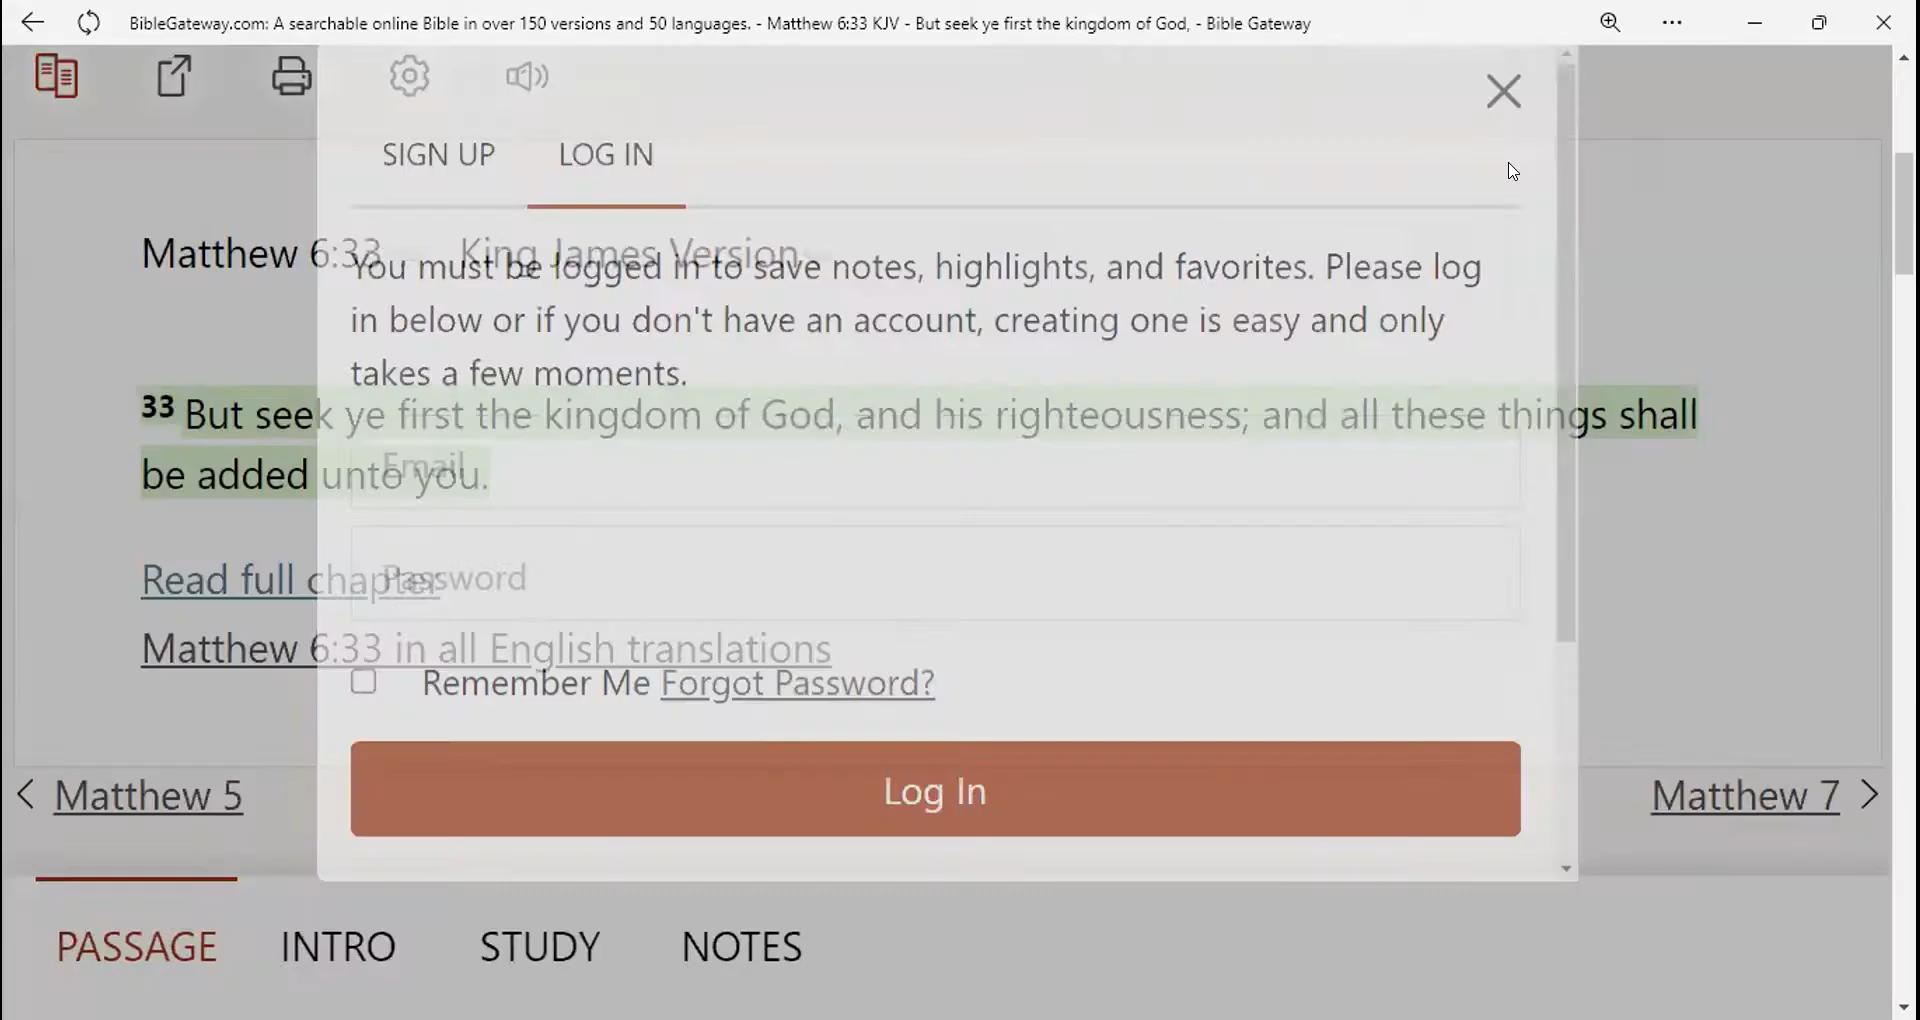 BibleGateway.com: A searchable online Bible in over 150 versions and 50 languages. - Matthew 6:33 KJV - But seek ye first the kingdom of God, - Bible Gateway
SIGN UP LOG IN
Matthew 6:33 King James Version
You must be logged in to save notes, highlights, and favorites. Please log
in below or if you don't have an account, creating one is easy and only
takes a few moments.
33 But seek ye first the kingdom of God, and his righteousness; and all these things shall
be added unto you.
Email
Password
Read full chapter
Matthew 6:33 in all English translations
Remember Me Forgot Password?
Log In
Matthew 5
Matthew 7
PASSAGE INTRO STUDY NOTES